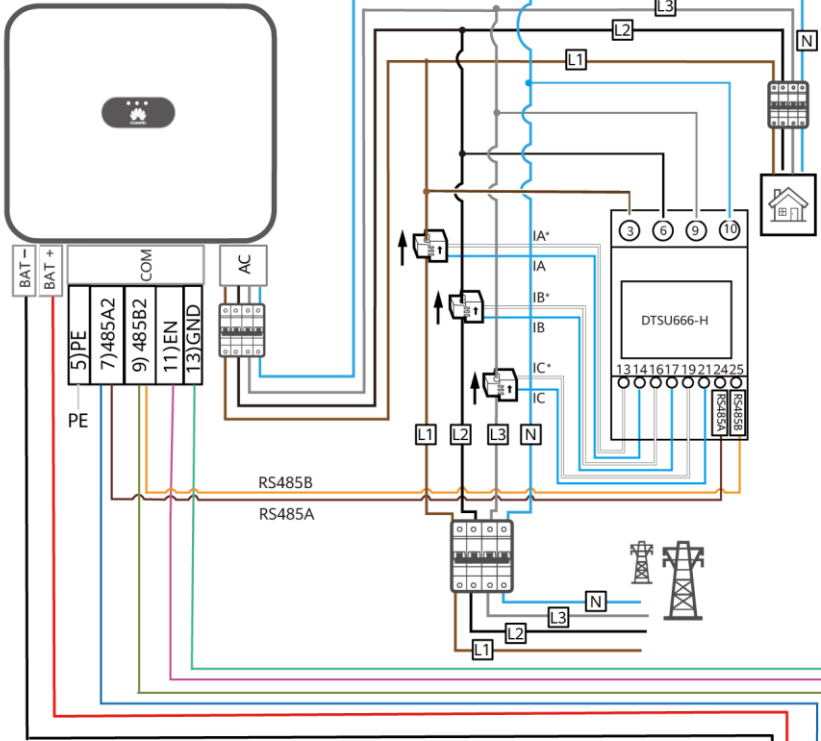 L3
L2
N
L1
HUAWEI
3 6 9 10
BAT −
BAT +
COM
AC
IA*
IA
IB*
IB
IC*
IC
DTSU666-H
5)PE
7)485A2
9) 485B2
11)EN
13)GND
13 14 16 17 19 21 24 25
RS485A
RS485B
PE
L1 L2 L3 N
RS485B
RS485A
N
L3
L2
L1